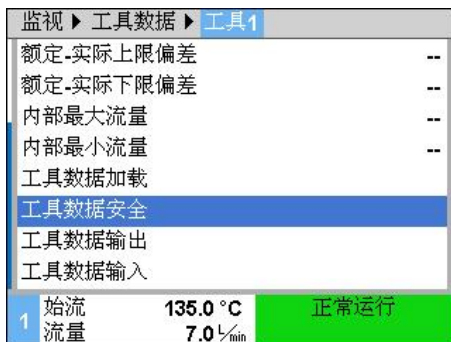 监视 ▶ 工具数据 ▶ 工具1
额定-实际上限偏差 --
额定-实际下限偏差 --
内部最大流量 --
内部最小流量 --
工具数据加载
工具数据安全
工具数据输出
工具数据输入
1 始流 135.0 °C 正常运行
流量 7.0 L/min